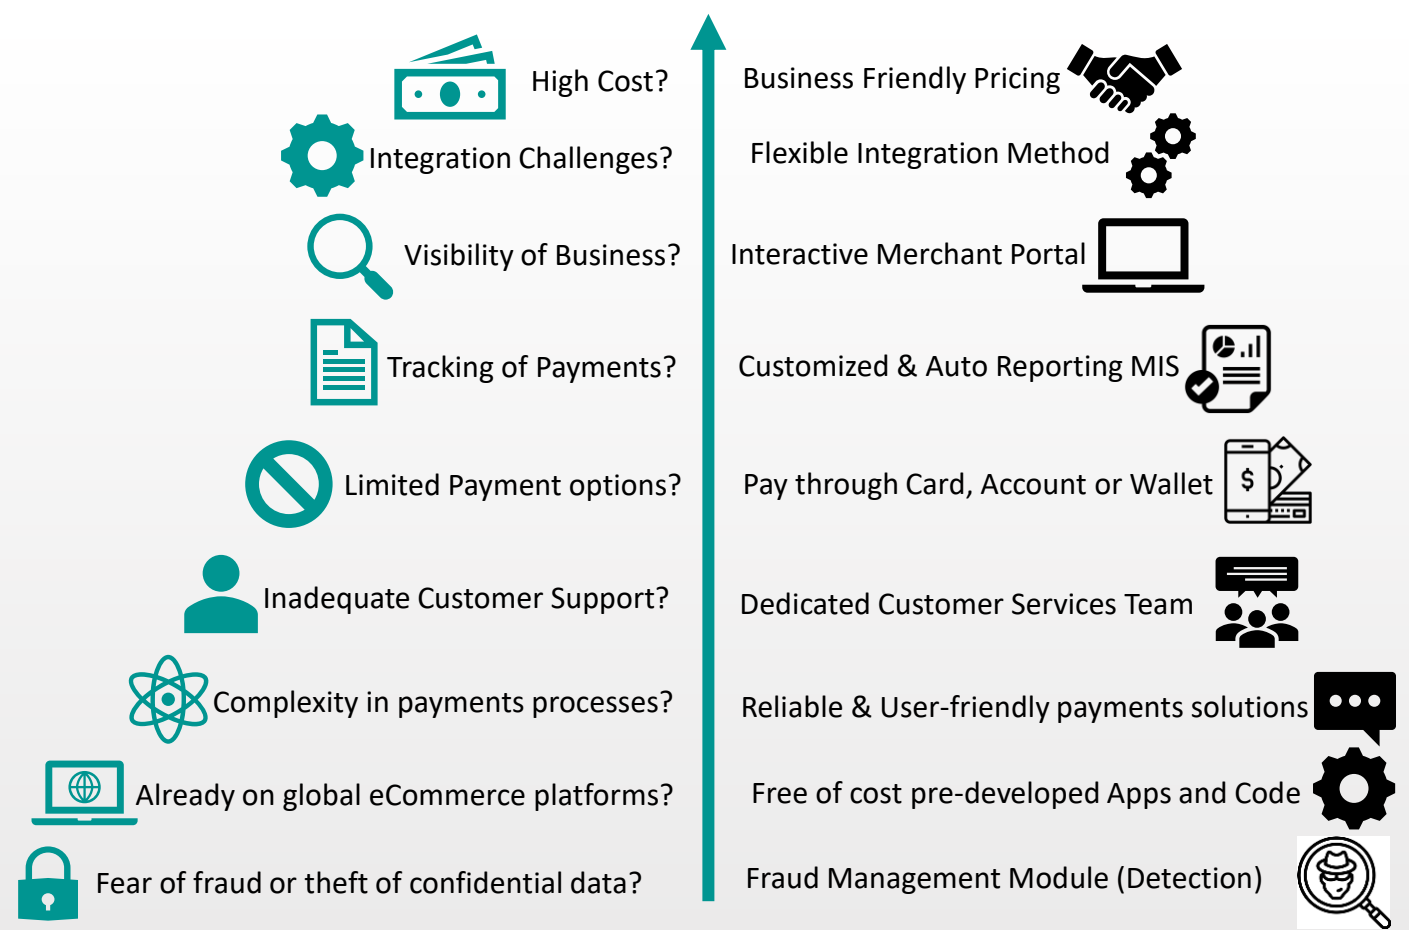 High Cost?
Business Friendly Pricing
Integration Challenges?
Flexible Integration Method
Visibility of Business?
Interactive Merchant Portal
Tracking of Payments?
Customized & Auto Reporting MIS
Limited Payment options?
Pay through Card, Account or Wallet
$
Inadequate Customer Support?
Dedicated Customer Services Team
Complexity in payments processes?
Reliable & User-friendly payments solutions
Already on global eCommerce platforms?
Free of cost pre-developed Apps and Code
Fear of fraud or theft of confidential data?
Fraud Management Module (Detection)